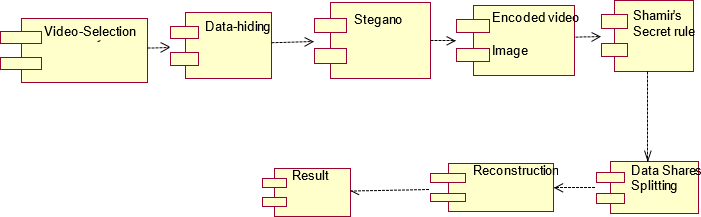 Video-Selection
Data-hiding
Stegano
Encoded video
Image
Shamir's
Secret rule
Data Shares
Splitting
Reconstruction
Result